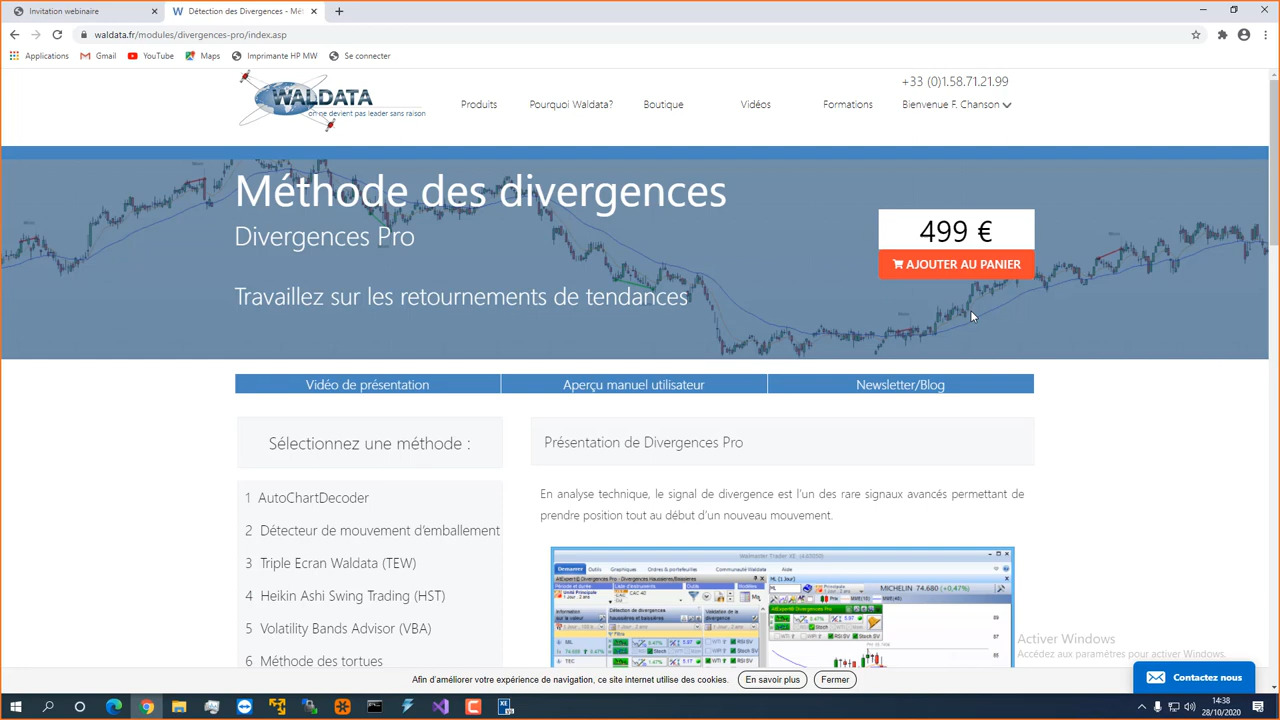 Invitation webinaire
Détection des Divergences - Mé
waldata.fr/modules/divergences-pro/index.asp
Applications
Gmail
YouTube
Maps
Imprimante HP MW
Se connecter
WALDATA
on ne devient pas leader sans raison
Produits
Pourquoi Waldata?
Boutique
Vidéos
Formations
+33 (0)1.58.71.21.99
Bienvenue F. Chanson
Méthode des divergences
Divergences Pro
Travaillez sur les retournements de tendances
499 €
AJOUTER AU PANIER
Vidéo de présentation
Aperçu manuel utilisateur
Newsletter/Blog
Sélectionnez une méthode :
1 AutoChartDecoder
2 Détecteur de mouvement d'emballement
3 Triple Ecran Waldata (TEW)
4 Heikin Ashi Swing Trading (HST)
5 Volatility Bands Advisor (VBA)
6 Méthode des tortues
Présentation de Divergences Pro
En analyse technique, le signal de divergence est l'un des rare signaux avancés permettant de
prendre position tout au début d'un nouveau mouvement.
MICHELIN 74.680 (+0,47%)
Activer Windows
Accédez aux paramètres pour activer Windows.
Afin d'améliorer votre expérience de navigation, ce site internet utilise des cookies.
En savoir plus
Fermer
Contactez nous
14:38
28/10/2020